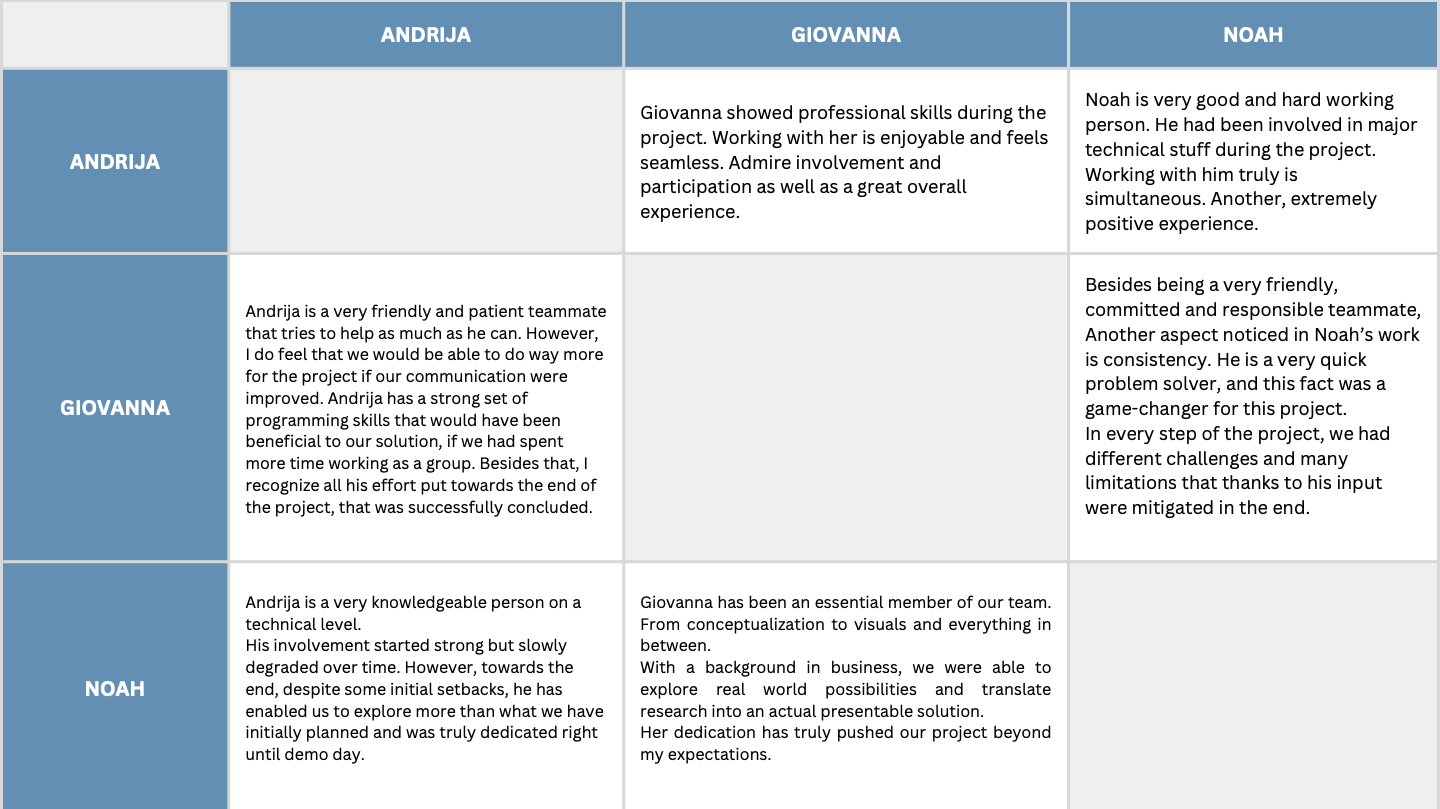 ANDRIJA
GIOVANNA
NOAH
ANDRIJA
Giovanna showed professional skills during the
project. Working with her is enjoyable and feels
seamless. Admire involvement and
participation as well as a great overall
experience.
Noah is very good and hard working
person. He had been involved in major
technical stuff during the project.
Working with him truly is
simultaneous. Another, extremely
positive experience.
GIOVANNA
Andrija is a very friendly and patient teammate
that tries to help as much as he can. However,
I do feel that we would be able to do way more
for the project if our communication were
improved. Andrija has a strong set of
programming skills that would have been
beneficial to our solution, if we had spent
more time working as a group. Besides that, I
recognize all his effort put towards the end of
the project, that was successfully concluded.
Besides being a very friendly,
committed and responsible teammate,
Another aspect noticed in Noah’s work
is consistency. He is a very quick
problem solver, and this fact was a
game-changer for this project.
In every step of the project, we had
different challenges and many
limitations that thanks to his input
were mitigated in the end.
NOAH
Andrija is a very knowledgeable person on a
technical level.
His involvement started strong but slowly
degraded over time. However, towards the
end, despite some initial setbacks, he has
enabled us to explore more than what we have
initially planned and was truly dedicated right
until demo day.
Giovanna has been an essential member of our team.
From conceptualization to visuals and everything in
between.
With a background in business, we were able to
explore real world possibilities and translate
research into an actual presentable solution.
Her dedication has truly pushed our project beyond
my expectations.